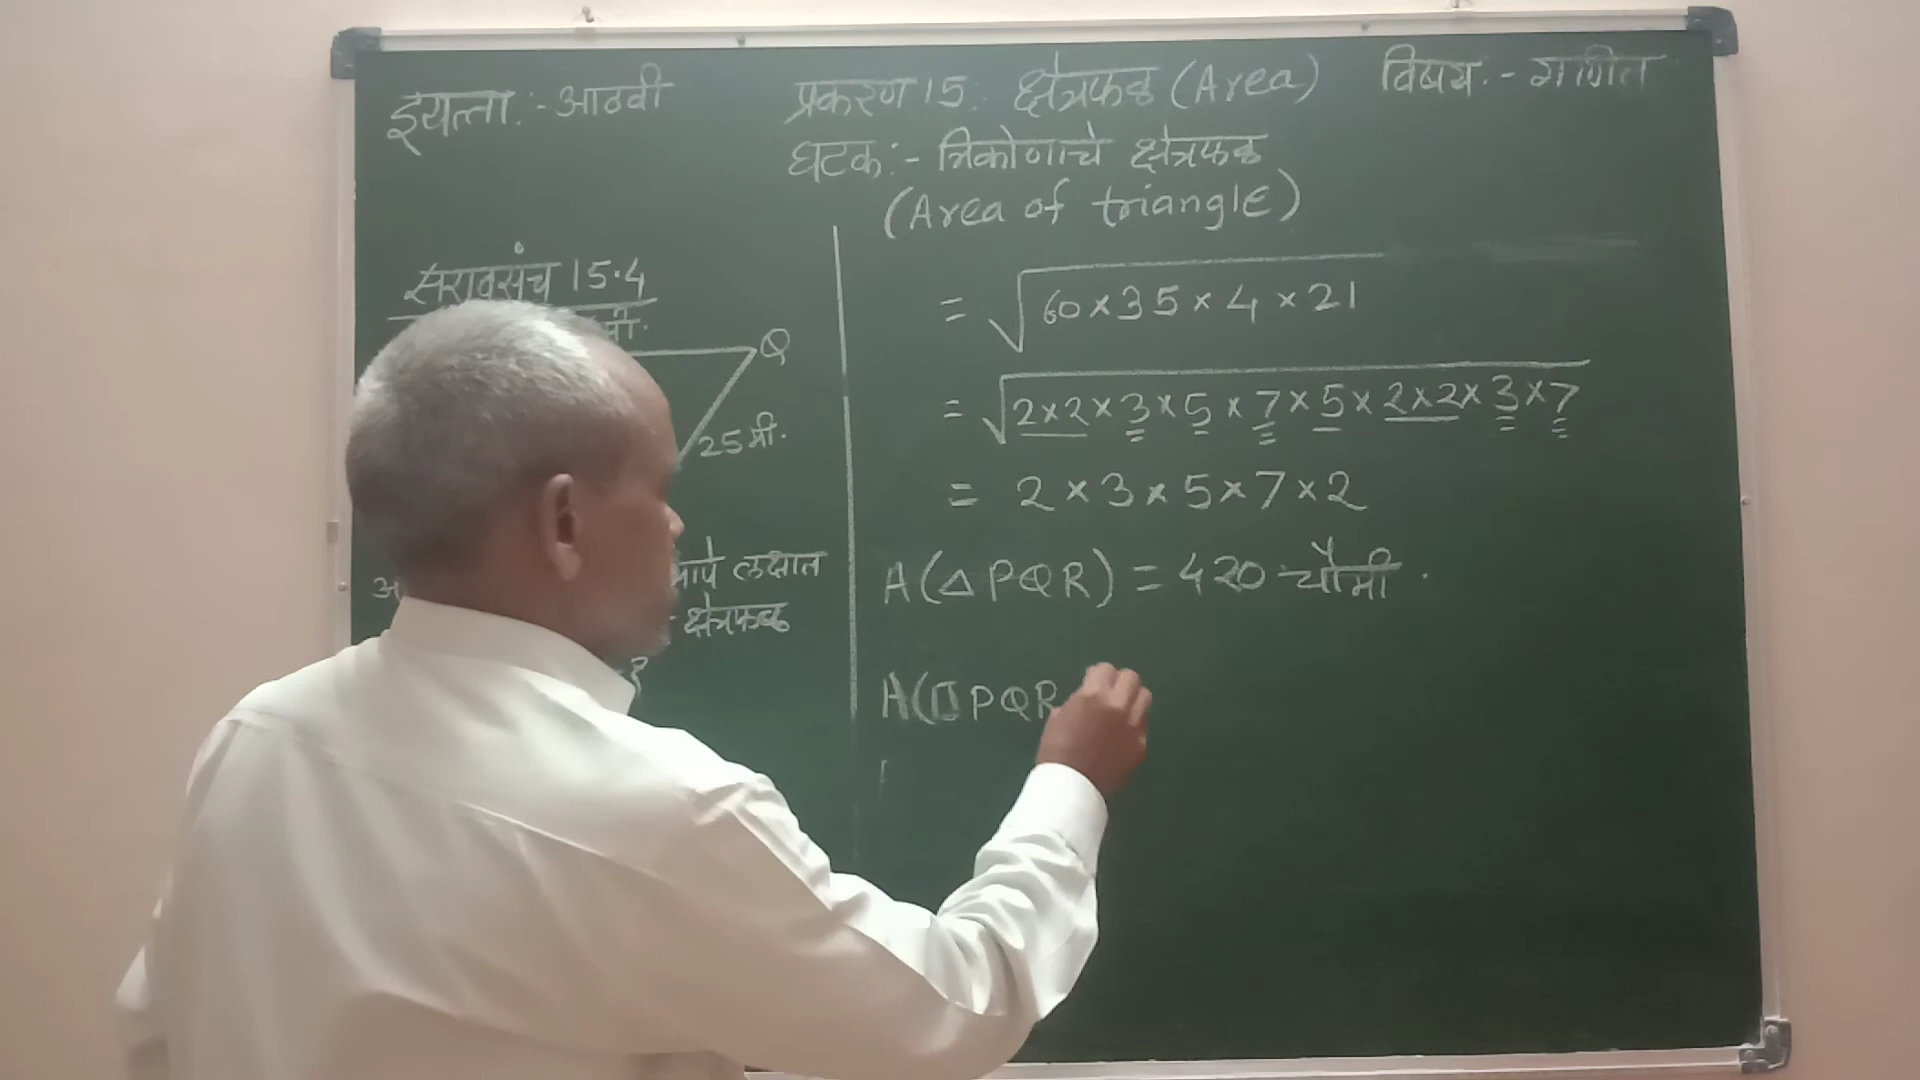 इयत्ता:- आठवी
प्रकरण 15. क्षेत्रफळ (Area)
विषय:- गणित
घटक:- त्रिकोणाचे क्षेत्रफळ
(Area of triangle)
सरावसंच 15.4
मी.
Q
25 मी.
मापे लक्षात
क्षेत्रफळ
= √60×35×4×21
= √2×2×3×5×7×5×2×2×3×7
= 2×3×5×7×2
A(△PQR) = 420 चौमी.
A(□PQR